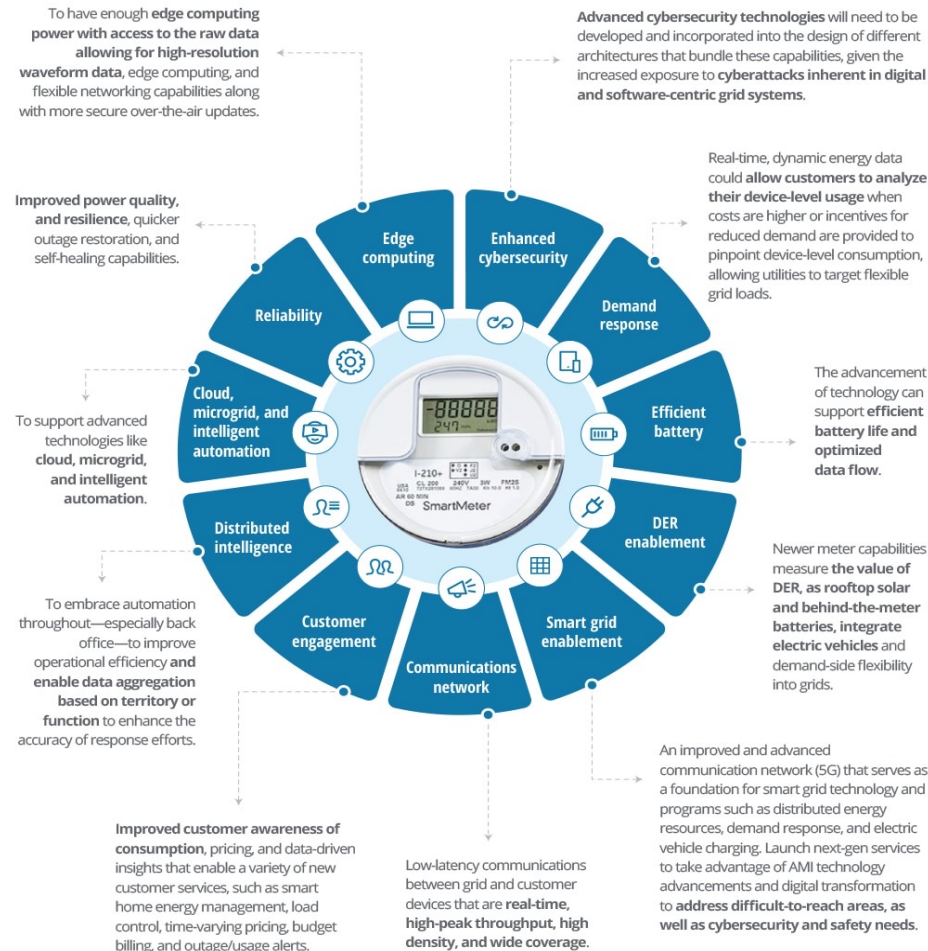 To have enough edge computing
power with access to the raw data
allowing for high-resolution
waveform data, edge computing, and
flexible networking capabilities along
with more secure over-the-air updates.
Advanced cybersecurity technologies will need to be
developed and incorporated into the design of different
architectures that bundle these capabilities, given the
increased exposure to cyberattacks inherent in digital
and software-centric grid systems.
Real-time, dynamic energy data
could allow customers to analyze
their device-level usage when
costs are higher or incentives for
reduced demand are provided to
pinpoint device-level consumption,
allowing utilities to target flexible
grid loads.
Improved power quality,
and resilience, quicker
outage restoration, and
self-healing capabilities.
Edge
computing
Enhanced
cybersecurity
Reliability
Demand
response
Cloud,
microgrid, and
intelligent
automation
Efficient
battery
The advancement
of technology can
support efficient
battery life and
optimized
data flow.
To support advanced
technologies like
cloud, microgrid,
and intelligent
automation.
-88888
247
I-210+
CL 200 240V 3W FM2S
AR 60 MIN
DS
SmartMeter
Distributed
intelligence
DER
enablement
Newer meter capabilities
measure the value of
DER, as rooftop solar
and behind-the-meter
batteries, integrate
electric vehicles and
demand-side flexibility
into grids.
To embrace automation
throughout—especially back
office—to improve
operational efficiency and
enable data aggregation
based on territory or
function to enhance the
accuracy of response efforts.
Customer
engagement
Smart grid
enablement
Communications
network
An improved and advanced
communication network (5G) that serves as
a foundation for smart grid technology and
programs such as distributed energy
resources, demand response, and electric
vehicle charging. Launch next-gen services
to take advantage of AMI technology
advancements and digital transformation
to address difficult-to-reach areas, as
well as cybersecurity and safety needs.
Improved customer awareness of
consumption, pricing, and data-driven
insights that enable a variety of new
customer services, such as smart
home energy management, load
control, time-varying pricing, budget
billing, and outage/usage alerts.
Low-latency communications
between grid and customer
devices that are real-time,
high-peak throughput, high
density, and wide coverage.